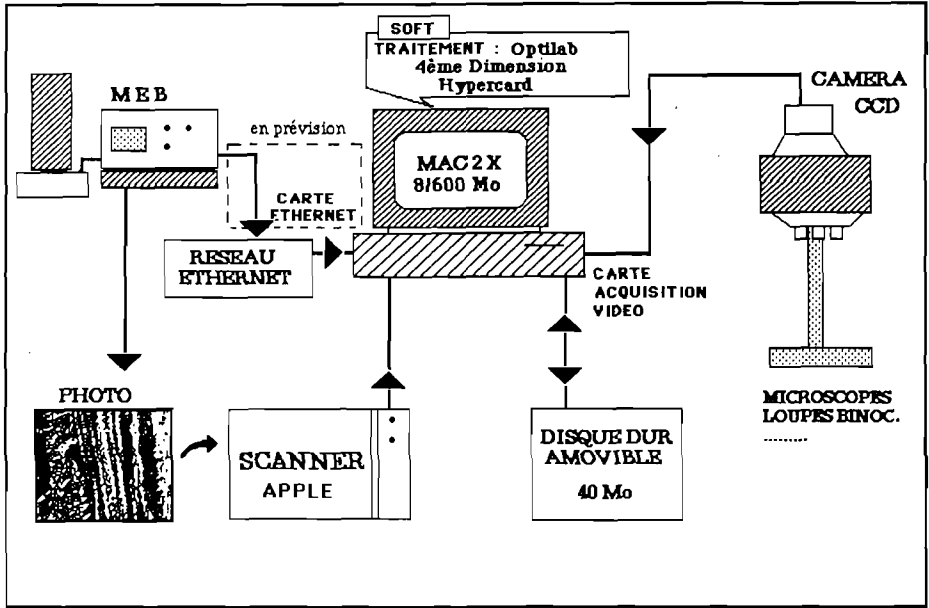 SOFT
TRAITEMENT : Optilab
4ème Dimension
Hypercard
CAMERA
CCD
MEB
en prévision
MAC 2 X
8/600 Mo
CARTE
ETHERNET
RESEAU
ETHERNET
CARTE
ACQUISITION
VIDEO
PHOTO
SCANNER
APPLE
DISQUE DUR
AMOVIBLE
40 Mo
MICROSCOPES
LOUPES BINOC.